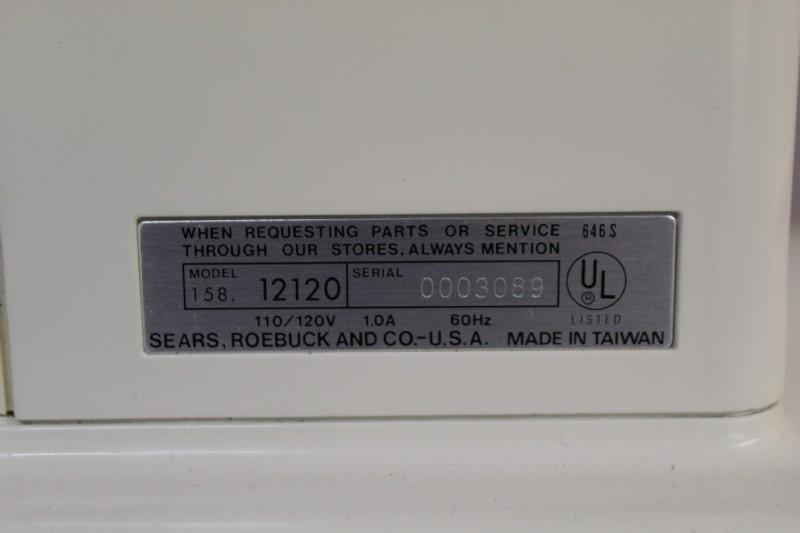 WHEN REQUESTING PARTS OR SERVICE 646 S
THROUGH OUR STORES, ALWAYS MENTION
MODEL SERIAL
158. 12120 0003089
UL
®
LISTED
110/120V 1.0A 60Hz
SEARS, ROEBUCK AND CO.-U.S.A. MADE IN TAIWAN